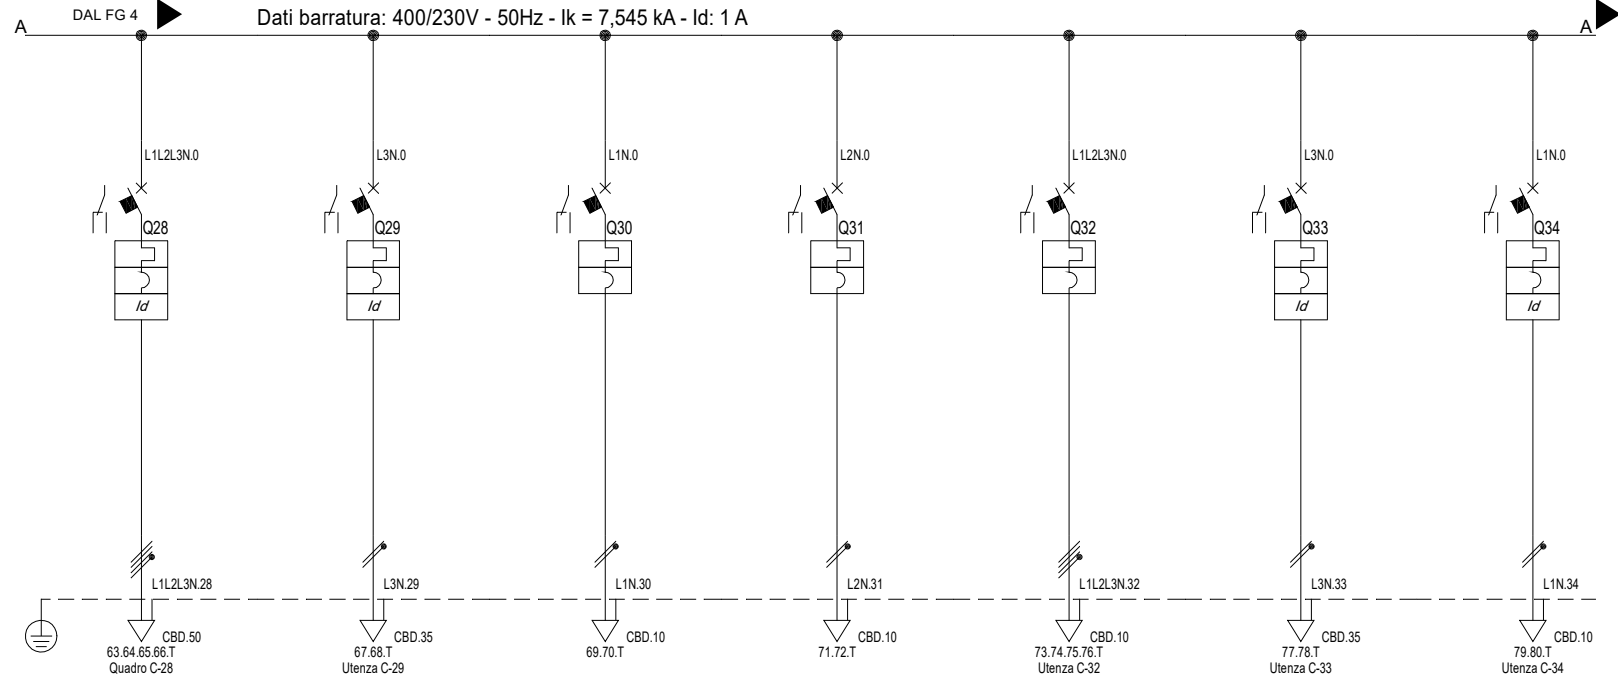 DAL FG 4
Dati barratura: 400/230V - 50Hz - Ik = 7,545 kA - Id: 1 A
A
A
L1L2L3N.0
L3N.0
L1N.0
L2N.0
L1L2L3N.0
L3N.0
L1N.0
Q28
Q29
Q30
Q31
Q32
Q33
Q34
Id
Id
Id
Id
L1L2L3N.28
L3N.29
L1N.30
L2N.31
L1L2L3N.32
L3N.33
L1N.34
CBD.50
CBD.35
CBD.10
CBD.10
CBD.10
CBD.35
CBD.10
63.64.65.66.T
67.68.T
69.70.T
71.72.T
73.74.75.76.T
77.78.T
79.80.T
Quadro C-28
Utenza C-29
Utenza C-32
Utenza C-33
Utenza C-34